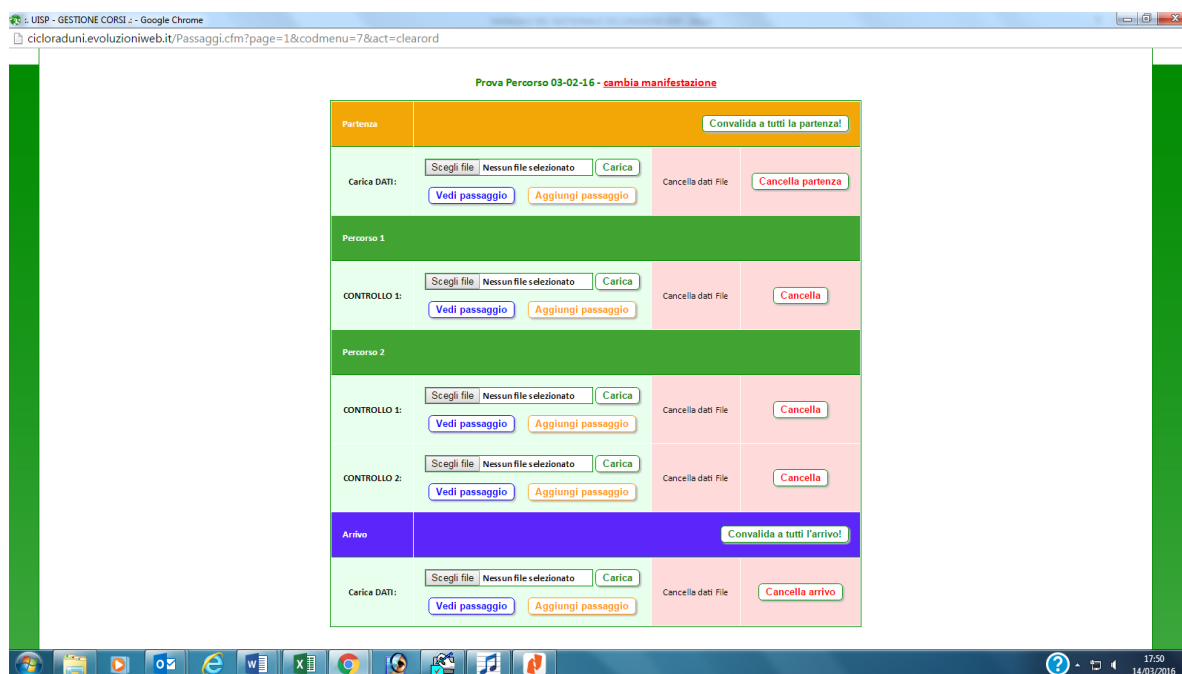 :. UISP - GESTIONE CORSI .: - Google Chrome
cicloraduni.evoluzioniweb.it/Passaggi.cfm?page=1&codmenu=7&act=clearord
Prova Percorso 03-02-16 - cambia manifestazione
Partenza Convalida a tutti la partenza!
Scegli file Nessun file selezionato Carica
Carica DATI: Cancella dati File Cancella partenza
Vedi passaggio Aggiungi passaggio
Percorso 1
Scegli file Nessun file selezionato Carica
CONTROLLO 1: Cancella dati File Cancella
Vedi passaggio Aggiungi passaggio
Percorso 2
Scegli file Nessun file selezionato Carica
CONTROLLO 1: Cancella dati File Cancella
Vedi passaggio Aggiungi passaggio
Scegli file Nessun file selezionato Carica
CONTROLLO 2: Cancella dati File Cancella
Vedi passaggio Aggiungi passaggio
Arrivo Convalida a tutti l'arrivo!
Scegli file Nessun file selezionato Carica
Carica DATI: Cancella dati File Cancella arrivo
Vedi passaggio Aggiungi passaggio
17:50
14/03/2016